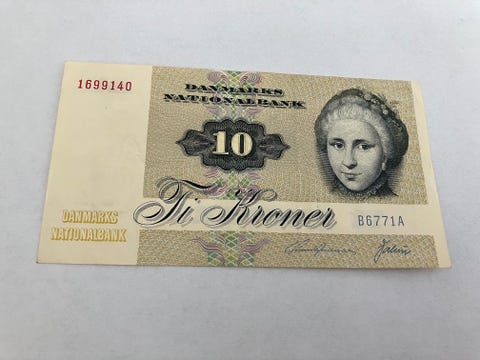 1699140
DANMARKS
NATIONALBANK
10
Ti Kroner
B6771A
DANMARKS
NATIONALBANK